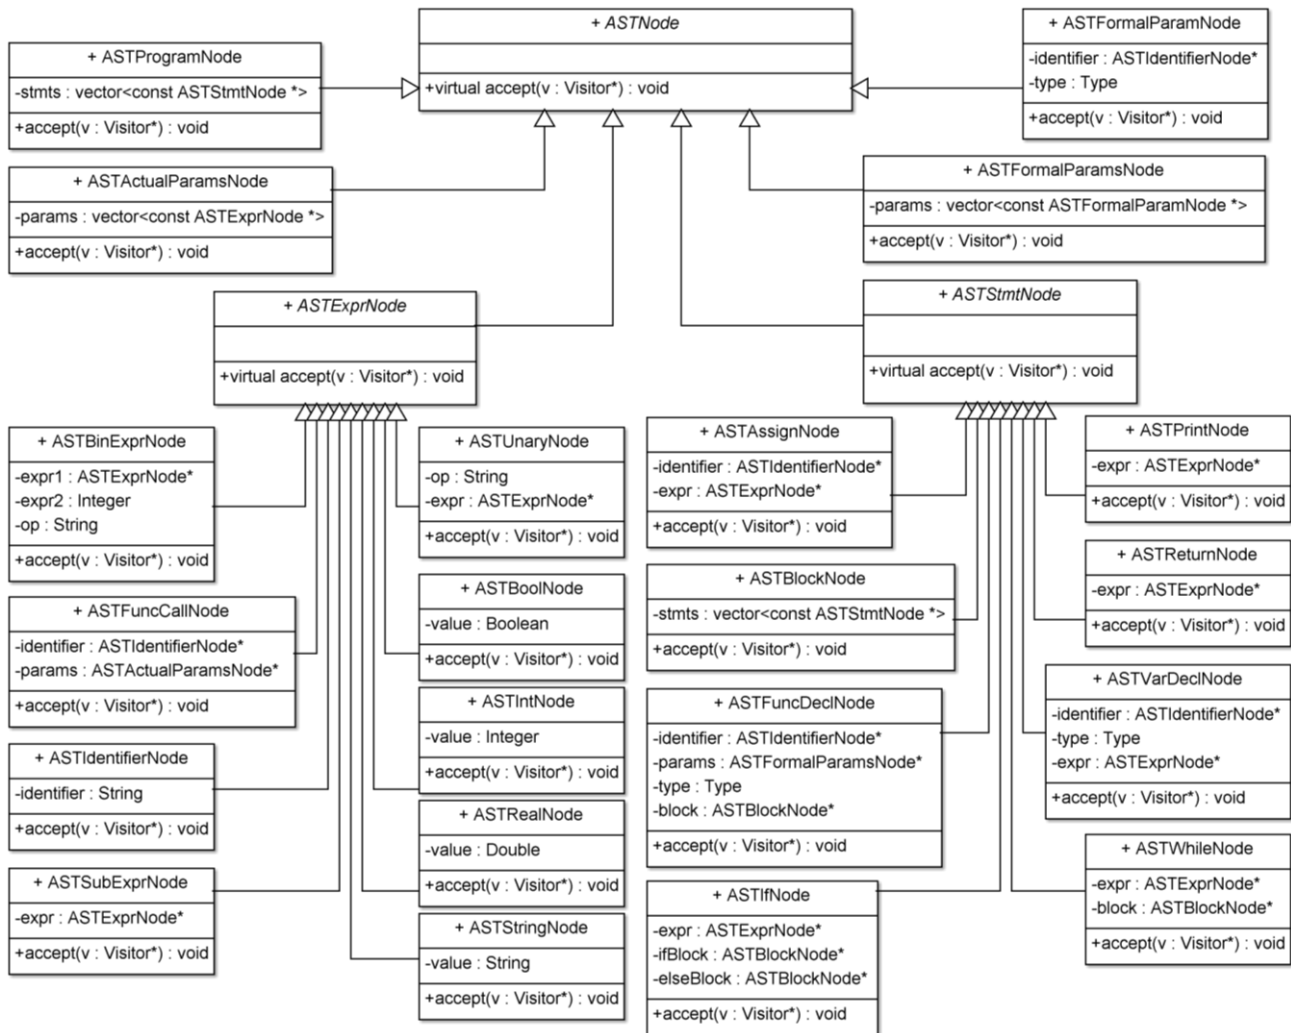 + ASTNode
+virtual accept(v : Visitor*) : void
+ ASTProgramNode
-stmts : vector<const ASTStmtNode *>
+accept(v : Visitor*) : void
+ ASTFormalParamNode
-identifier : ASTIdentifierNode*
-type : Type
+accept(v : Visitor*) : void
+ ASTActualParamsNode
-params : vector<const ASTExprNode *>
+accept(v : Visitor*) : void
+ ASTFormalParamsNode
-params : vector<const ASTFormalParamNode *>
+accept(v : Visitor*) : void
+ ASTExprNode
+virtual accept(v : Visitor*) : void
+ ASTStmtNode
+virtual accept(v : Visitor*) : void
+ ASTBinExprNode
-expr1 : ASTExprNode*
-expr2 : Integer
-op : String
+accept(v : Visitor*) : void
+ ASTFuncCallNode
-identifier : ASTIdentifierNode*
-params : ASTActualParamsNode*
+accept(v : Visitor*) : void
+ ASTIdentifierNode
-identifier : String
+accept(v : Visitor*) : void
+ ASTSubExprNode
-expr : ASTExprNode*
+accept(v : Visitor*) : void
+ ASTUnaryNode
-op : String
-expr : ASTExprNode*
+accept(v : Visitor*) : void
+ ASTBoolNode
-value : Boolean
+accept(v : Visitor*) : void
+ ASTIntNode
-value : Integer
+accept(v : Visitor*) : void
+ ASTRealNode
-value : Double
+accept(v : Visitor*) : void
+ ASTStringNode
-value : String
+accept(v : Visitor*) : void
+ ASTAssignNode
-identifier : ASTIdentifierNode*
-expr : ASTExprNode*
+accept(v : Visitor*) : void
+ ASTBlockNode
-stmts : vector<const ASTStmtNode *>
+accept(v : Visitor*) : void
+ ASTFuncDeclNode
-identifier : ASTIdentifierNode*
-params : ASTFormalParamsNode*
-type : Type
-block : ASTBlockNode*
+accept(v : Visitor*) : void
+ ASTIfNode
-expr : ASTExprNode*
-ifBlock : ASTBlockNode*
-elseBlock : ASTBlockNode*
+accept(v : Visitor*) : void
+ ASTPrintNode
-expr : ASTExprNode*
+accept(v : Visitor*) : void
+ ASTReturnNode
-expr : ASTExprNode*
+accept(v : Visitor*) : void
+ ASTVarDeclNode
-identifier : ASTIdentifierNode*
-type : Type
-expr : ASTExprNode*
+accept(v : Visitor*) : void
+ ASTWhileNode
-expr : ASTExprNode*
-block : ASTBlockNode*
+accept(v : Visitor*) : void